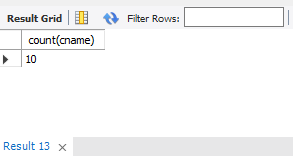 Result Grid Filter Rows:
count(cname)
10
Result 13 ×